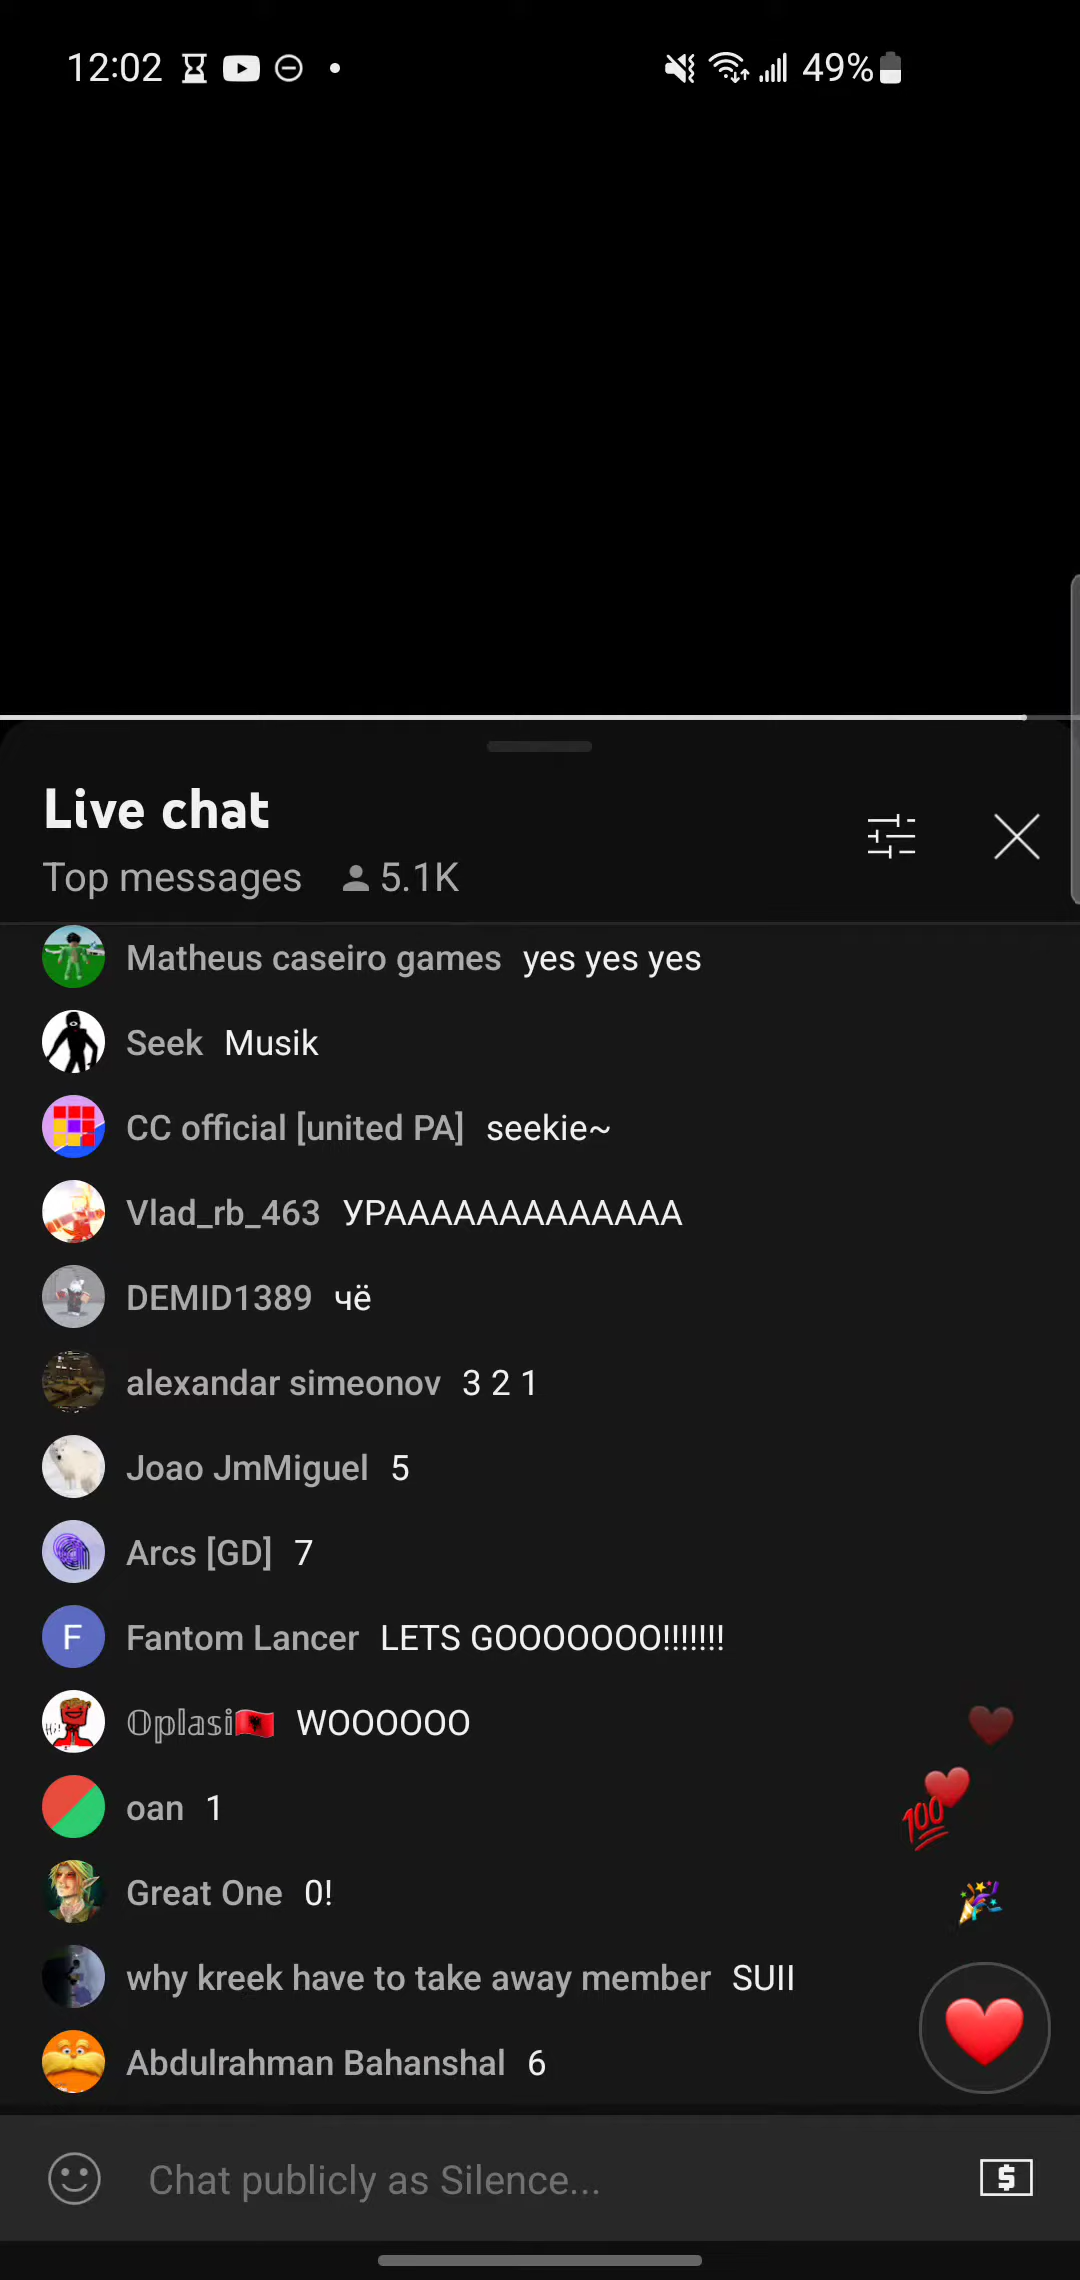 12:02 49%
Live chat
Top messages 5.1K
Matheus caseiro games yes yes yes
Seek Musik
CC official [united PA] seekie~
Vlad_rb_463 УРААААААААААААА
DEMID1389 чё
alexandar simeonov 3 2 1
Joao JmMiguel 5
Arcs [GD] 7
F Fantom Lancer LETS GOOOOOOO!!!!!!!
𝕆𝕡𝕝𝕒𝕤𝕚🇦🇱 WOOOOOO
oan 1
100
Great One 0!
why kreek have to take away member SUII
Abdulrahman Bahanshal 6
Chat publicly as Silence...